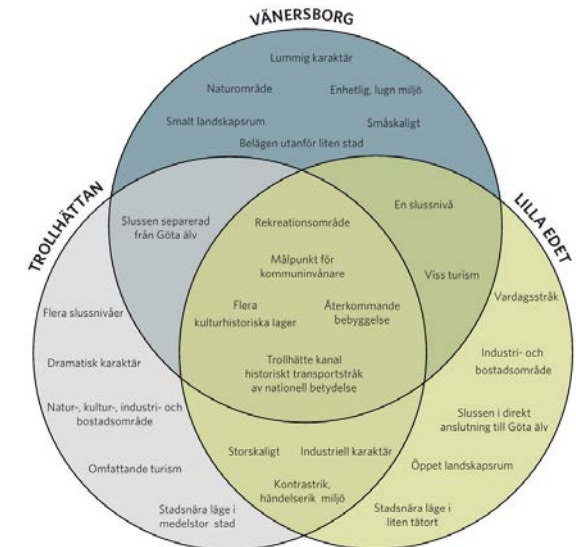 VÄNERSBORG
Lummig karaktär
Naturområde
Enhetlig, lugn miljö
Smalt landskapsrum
Småskaligt
Belägen utanför liten stad
TROLLHÄTTAN
LILLA EDET
Slussen separerad
från Göta älv
Rekreationsområde
En slussnivå
Målpunkt för
kommuninvånare
Viss turism
Flera
kulturhistoriska lager
Återkommande
bebyggelse
Trollhätte kanal
historiskt transportstråk
av nationell betydelse
Flera slussnivåer
Dramatisk karaktär
Natur-, kultur-, industri- och
bostadsområde
Omfattande turism
Stadsnära läge i
medelstor stad
Storskaligt
Industriell karaktär
Kontrastrik,
händelserik miljö
Vardagsstråk
Industri- och
bostadsområde
Slussen i direkt
anslutning till Göta älv
Öppet landskapsrum
Stadsnära läge i
liten tätort